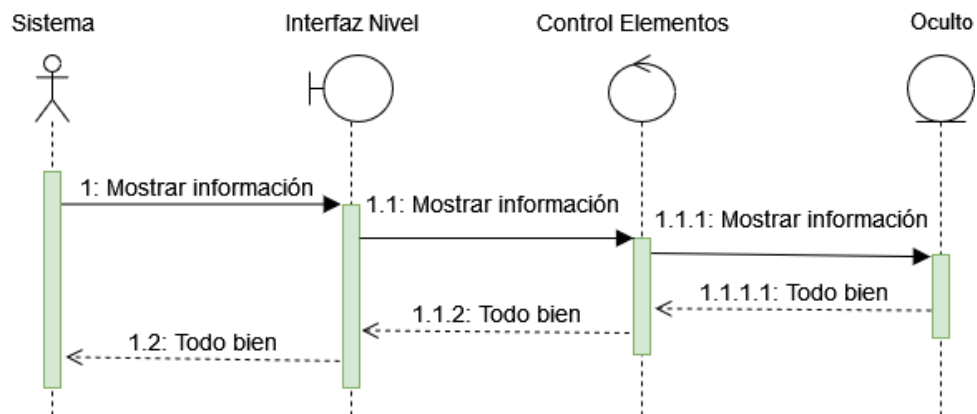 Sistema
Interfaz Nivel
Control Elementos
Oculto
1: Mostrar información
1.1: Mostrar información
1.1.1: Mostrar información
1.1.1.1: Todo bien
1.1.2: Todo bien
1.2: Todo bien